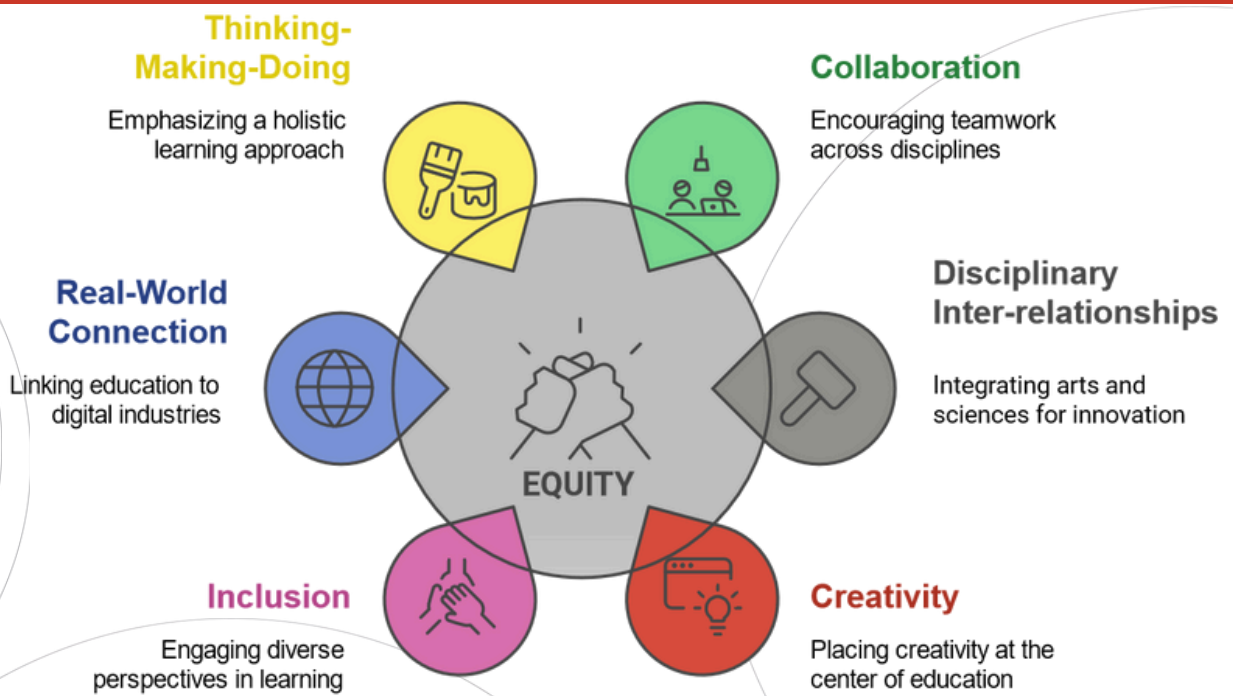 Thinking-
Making-Doing
Emphasizing a holistic
learning approach
Collaboration
Encouraging teamwork
across disciplines
Real-World
Connection
Linking education to
digital industries
Disciplinary
Inter-relationships
Integrating arts and
sciences for innovation
EQUITY
Inclusion
Engaging diverse
perspectives in learning
Creativity
Placing creativity at the
center of education